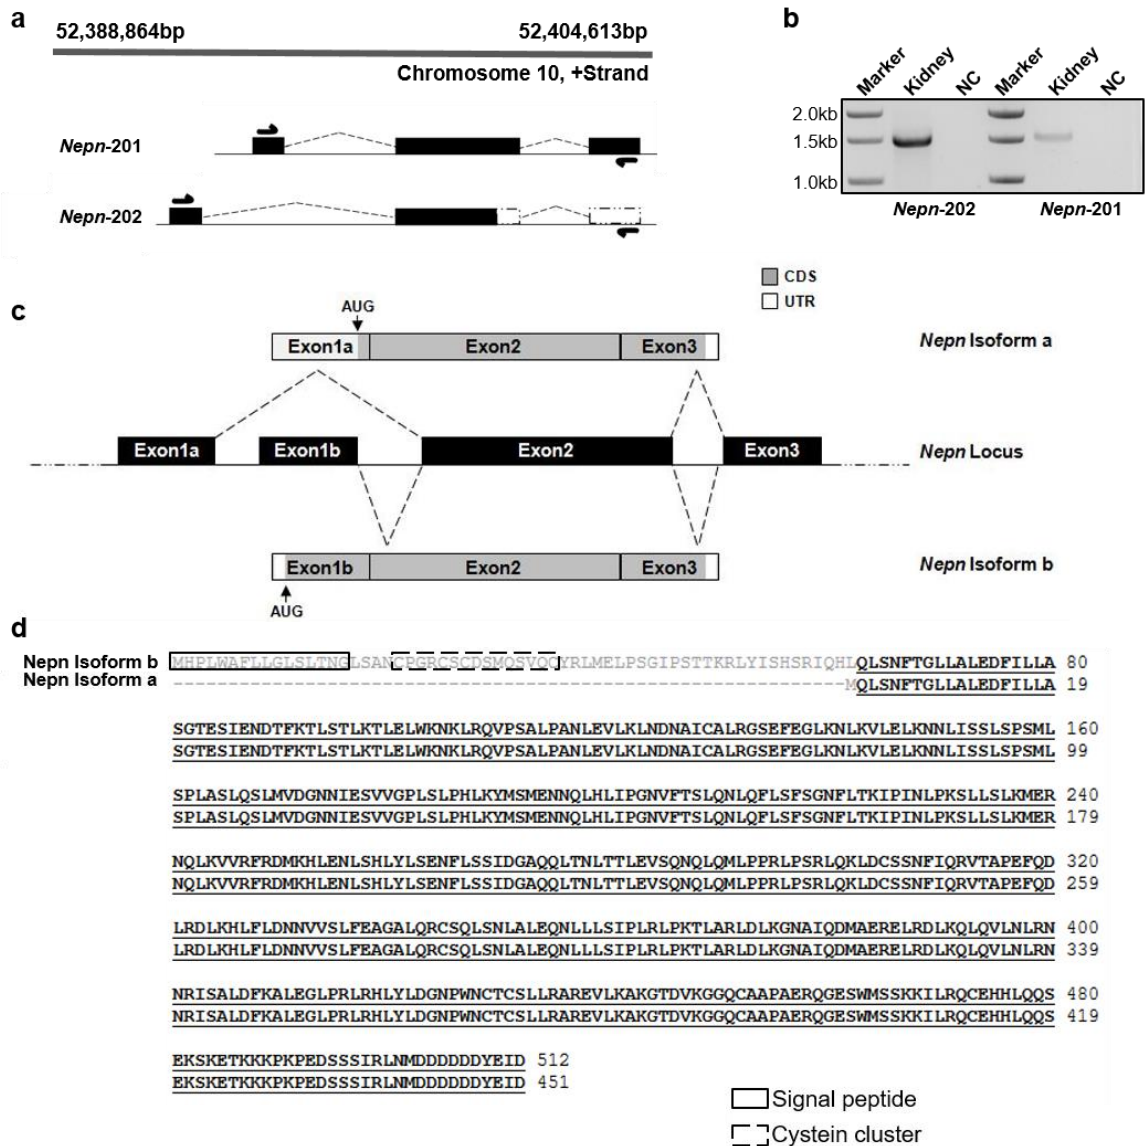 a
52,388,864bp 52,404,613bp
Chromosome 10, +Strand
Nepn-201
Nepn-202
b
Marker Kidney NC Marker Kidney NC
2.0kb
1.5kb
1.0kb
Nepn-202 Nepn-201
CDS
UTR
c
AUG
Exon1a Exon2 Exon3 Nepn Isoform a
Exon1a Exon1b Exon2 Exon3 Nepn Locus
Exon1b Exon2 Exon3 Nepn Isoform b
AUG
d
Nepn Isoform b MHPLWAFLLGLSLTNGLSANCPGRCSCDSMQSVQCYRLMELPSGIPSTTKRLYISHSRIQHLQLSNFTGLLALEDFILLA 80
Nepn Isoform a -------------------------------------------------------------MQLSNFTGLLALEDFILLA 19
SGTESIENDTFKTLSTLKTLELWKNKLRQVPSALPANLEVLKLNDNAICALRGSEFEGLKNLKVLELKNNLISSLSPSML 160
SGTESIENDTFKTLSTLKTLELWKNKLRQVPSALPANLEVLKLNDNAICALRGSEFEGLKNLKVLELKNNLISSLSPSML 99
SPLASLQSLMVDGNNIESVVGPLSLPHLKYMSMENNQLHLIPGNVFTSLQNLQFLSFSGNFLTKIPINLPKSLLSLKMER 240
SPLASLQSLMVDGNNIESVVGPLSLPHLKYMSMENNQLHLIPGNVFTSLQNLQFLSFSGNFLTKIPINLPKSLLSLKMER 179
NQLKVVRFRDMKHLENLSHLYLSENFLSSIDGAQQLTNLTTLEVSQNQLQMLPPRLPSRLQKLDCSSNFIQRVTAPEFQD 320
NQLKVVRFRDMKHLENLSHLYLSENFLSSIDGAQQLTNLTTLEVSQNQLQMLPPRLPSRLQKLDCSSNFIQRVTAPEFQD 259
LRDLKHLFLDNNVVSLFEAGALQRCSQLSNLALEQNLLLSIPLRLPKTLARLDLKGNAIQDMAERELRDLKQLQVLNLRN 400
LRDLKHLFLDNNVVSLFEAGALQRCSQLSNLALEQNLLLSIPLRLPKTLARLDLKGNAIQDMAERELRDLKQLQVLNLRN 339
NRISALDFKALEGLPRLRHLYLDGNPWNCTCSLLRAREVLKAKGTDVKGGQCAAPAERQGESWMSSKKILRQCEHHLQQS 480
NRISALDFKALEGLPRLRHLYLDGNPWNCTCSLLRAREVLKAKGTDVKGGQCAAPAERQGESWMSSKKILRQCEHHLQQS 419
EKSKETKKKPKPEDSSSIRLNMDDDDDDYEID 512
EKSKETKKKPKPEDSSSIRLNMDDDDDDYEID 451
Signal peptide
Cystein cluster